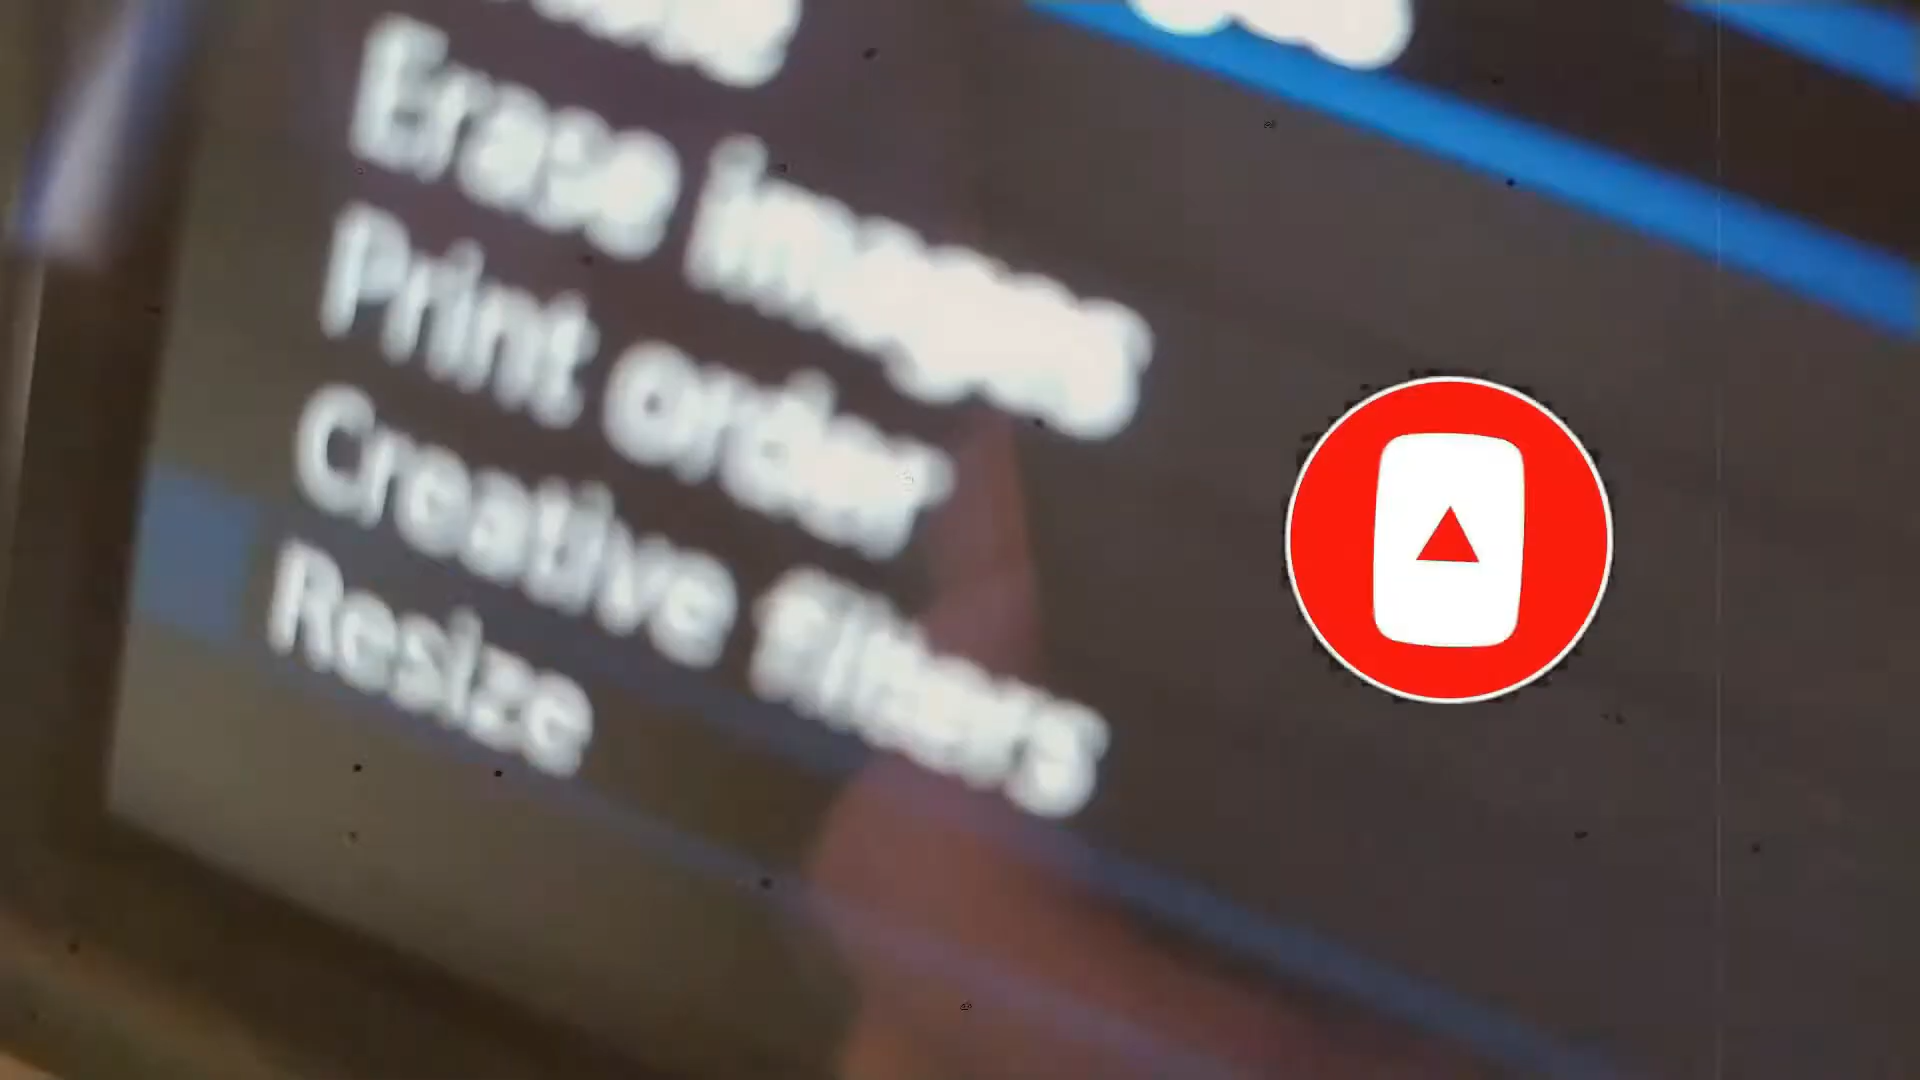 Erase images
Print order
Creative filters
Resize